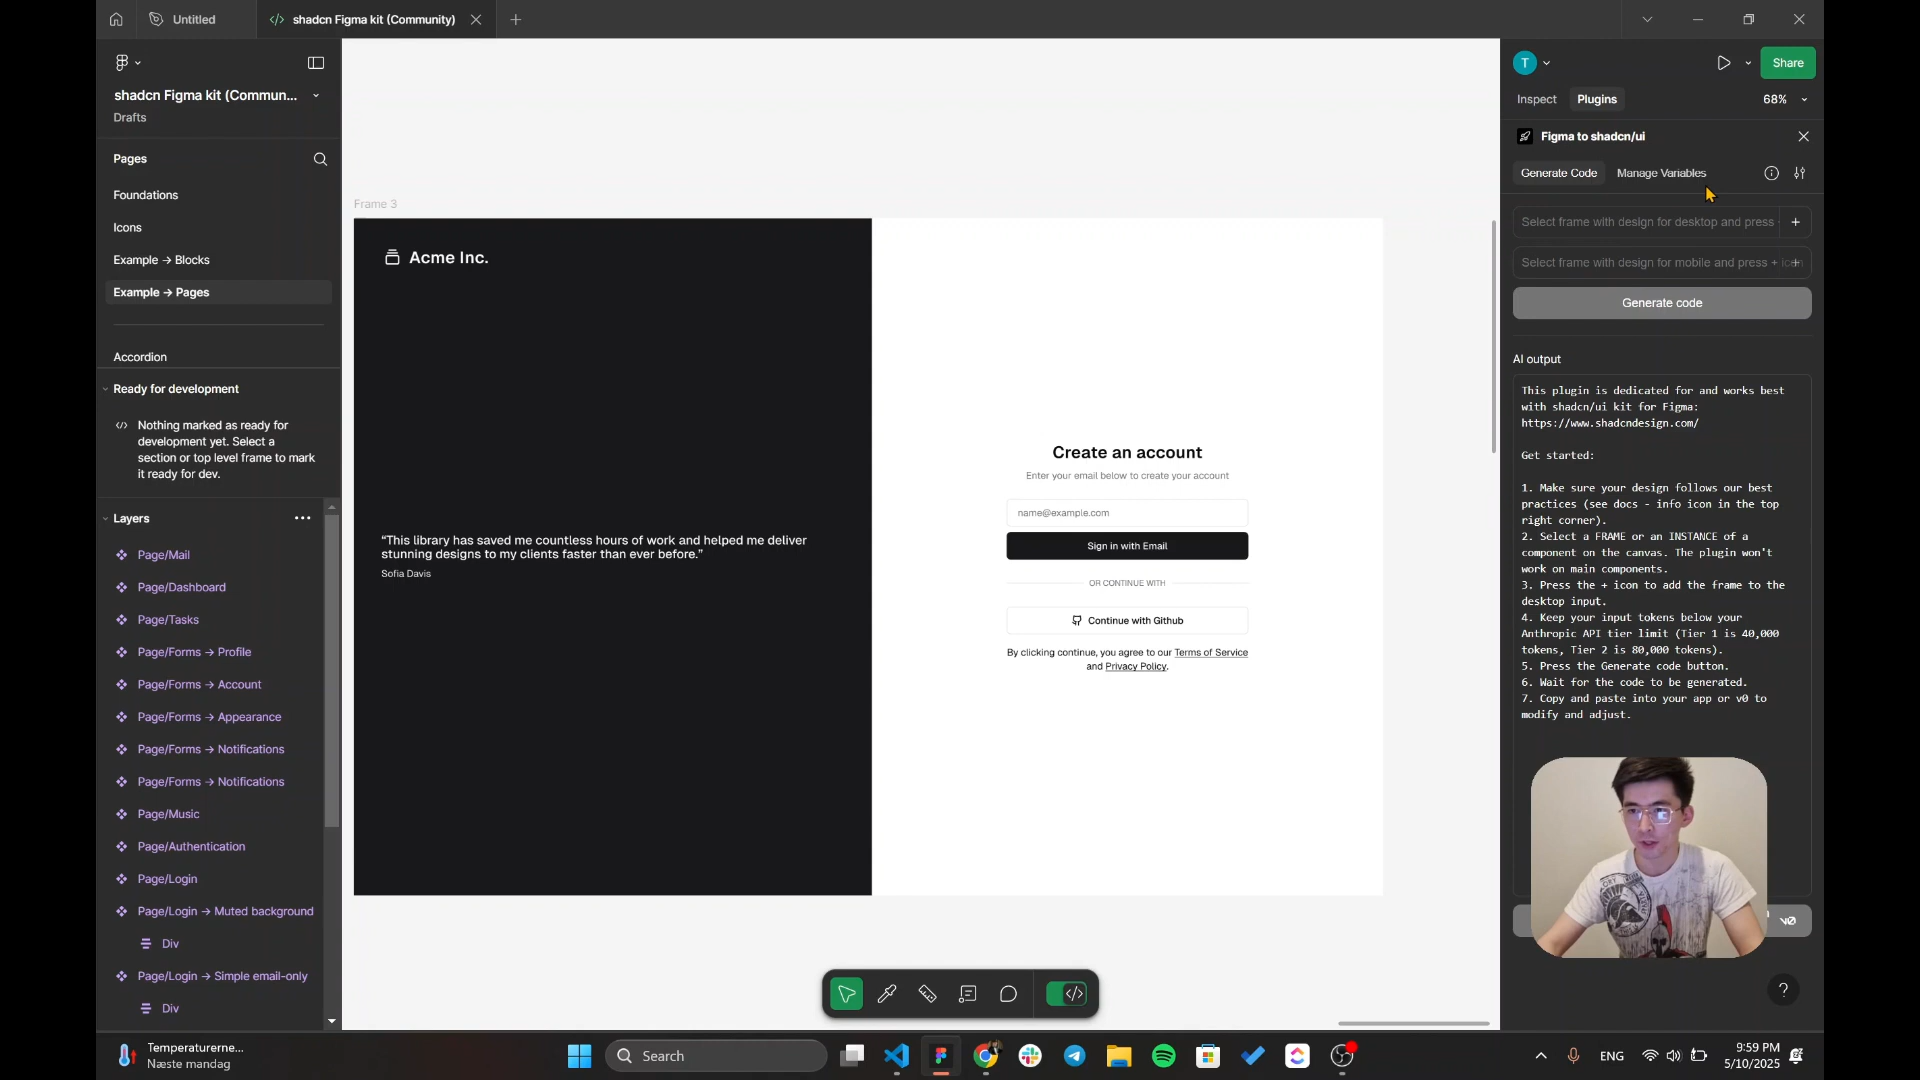 Untitled
shadcn Figma kit (Community)
T
Share
shadcn Figma kit (Commun...
Drafts
Inspect
Plugins
68%
Figma to shadcn/ui
Pages
Generate Code
Manage Variables
Foundations
Icons
Example → Blocks
Example → Pages
Accordion
Ready for development
Nothing marked as ready for
development yet. Select a
section or top level frame to mark
it ready for dev.
Layers
Page/Mail
Page/Dashboard
Page/Tasks
Page/Forms → Profile
Page/Forms → Account
Page/Forms → Appearance
Page/Forms → Notifications
Page/Forms → Notifications
Page/Music
Page/Authentication
Page/Login
Page/Login → Muted background
Div
Page/Login → Simple email-only
Div
Frame 3
Acme Inc.
“This library has saved me countless hours of work and helped me deliver
stunning designs to my clients faster than ever before.”
Sofia Davis
Create an account
Enter your email below to create your account
name@example.com
Sign in with Email
OR CONTINUE WITH
Continue with Github
By clicking continue, you agree to our Terms of Service
and Privacy Policy.
Select frame with design for desktop and press
Select frame with design for mobile and press + icon
Generate code
AI output
This plugin is dedicated for and works best
with shadcn/ui kit for Figma:
https://www.shadcndesign.com/
Get started:
1. Make sure your design follows our best
practices (see docs - info icon in the top
right corner).
2. Select a FRAME or an INSTANCE of a
component on the canvas. The plugin won't
work on main components.
3. Press the + icon to add the frame to the
desktop input.
4. Keep your input tokens below your
Anthropic API tier limit (Tier 1 is 40,000
tokens, Tier 2 is 80,000 tokens).
5. Press the Generate code button.
6. Wait for the code to be generated.
7. Copy and paste into your app or v0 to
modify and adjust.
v0
?
Temperaturerne...
Næste mandag
Search
ENG
9:59 PM
5/10/2025